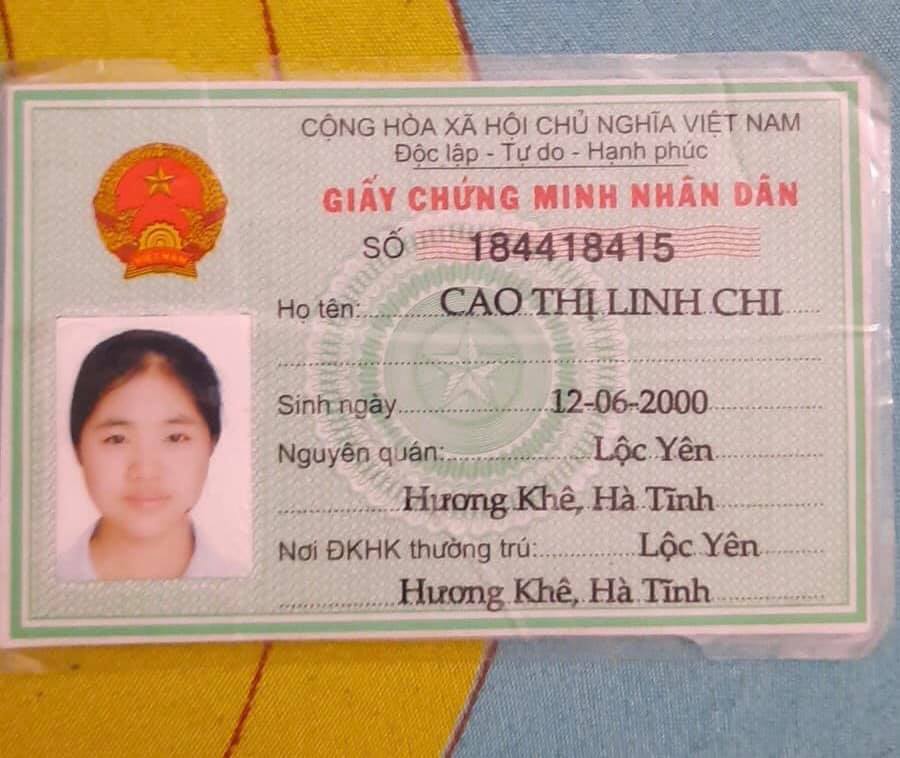 CỘNG HÒA XÃ HỘI CHỦ NGHĨA VIỆT NAM
Độc lập - Tự do - Hạnh phúc
GIẤY CHỨNG MINH NHÂN DÂN
SỐ 184418415
Họ tên: CAO THỊ LINH CHI
Sinh ngày 12-06-2000
Nguyên quán: Lộc Yên
Hương Khê, Hà Tĩnh
Nơi ĐKHK thường trú: Lộc Yên
Hương Khê, Hà Tĩnh
VIỆT NAM